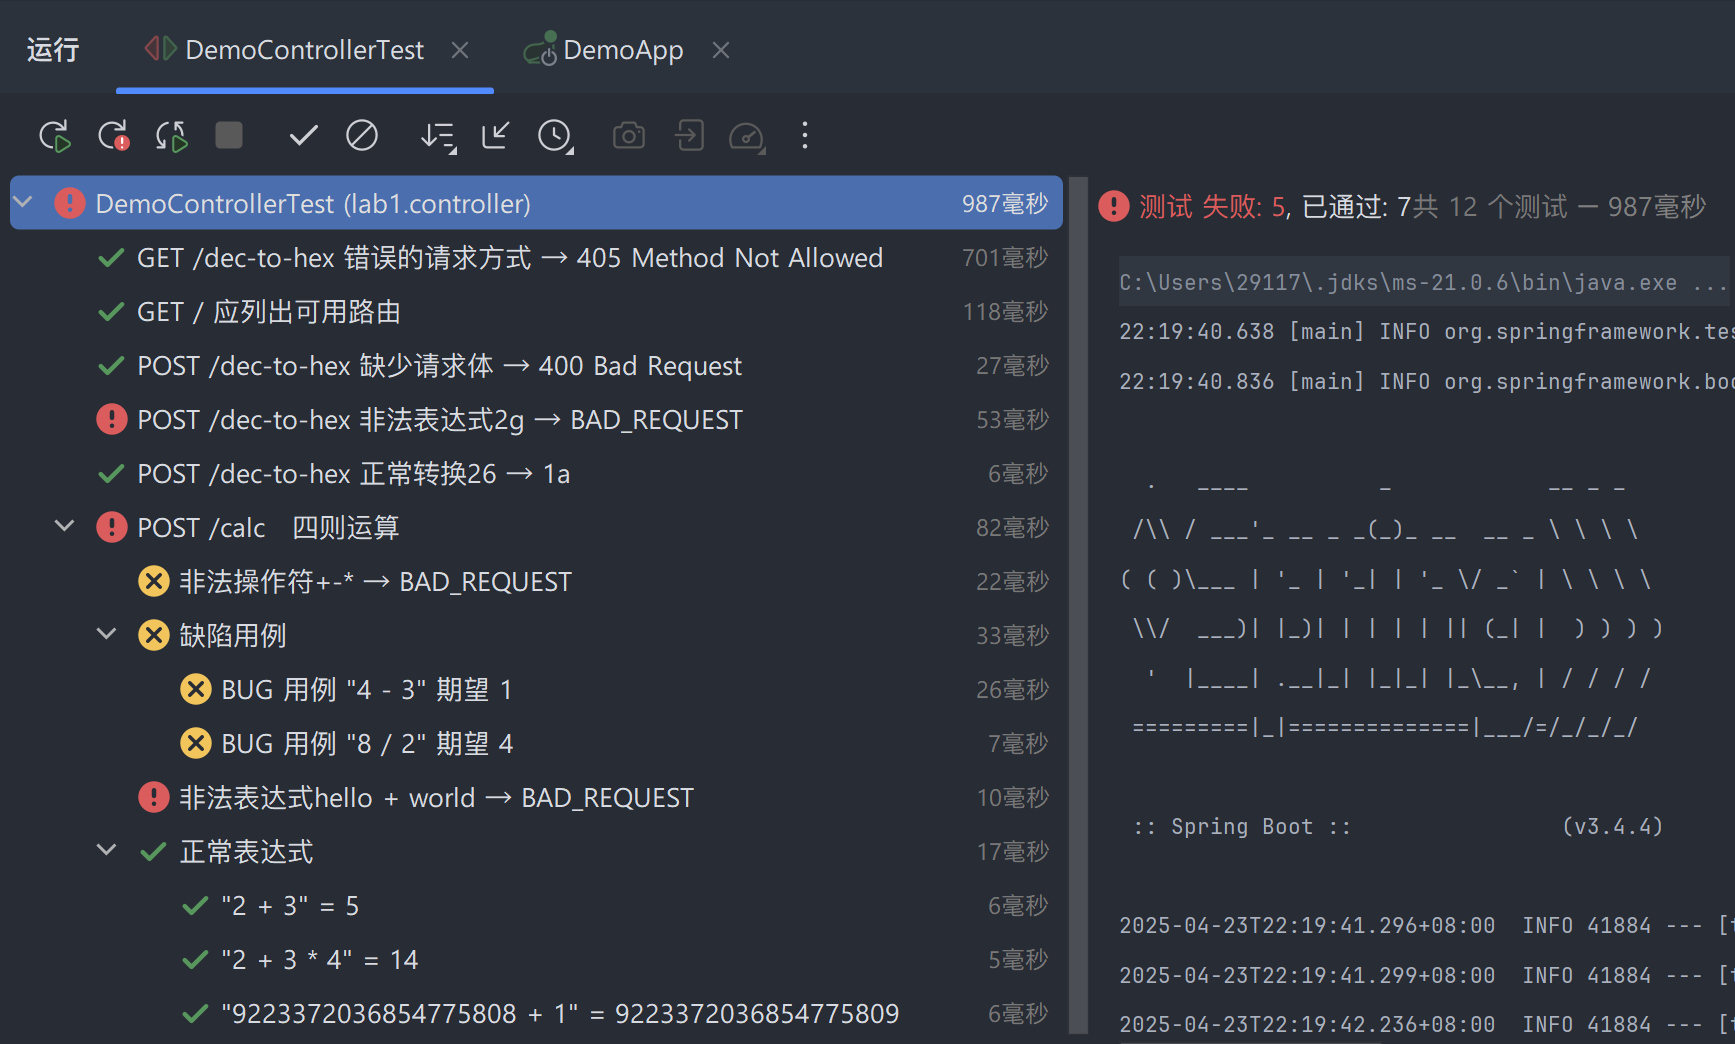 运行 DemoControllerTest DemoApp
DemoControllerTest (lab1.controller) 987毫秒
GET /dec-to-hex 错误的请求方式 → 405 Method Not Allowed 701毫秒
GET / 应列出可用路由 118毫秒
POST /dec-to-hex 缺少请求体 → 400 Bad Request 27毫秒
POST /dec-to-hex 非法表达式2g → BAD_REQUEST 53毫秒
POST /dec-to-hex 正常转换26 → 1a 6毫秒
POST /calc 四则运算 82毫秒
非法操作符+-* → BAD_REQUEST 22毫秒
缺陷用例 33毫秒
BUG 用例 "4 - 3" 期望 1 26毫秒
BUG 用例 "8 / 2" 期望 4 7毫秒
非法表达式hello + world → BAD_REQUEST 10毫秒
正常表达式 17毫秒
"2 + 3" = 5 6毫秒
"2 + 3 * 4" = 14 5毫秒
"9223372036854775808 + 1" = 9223372036854775809 6毫秒
测试 失败: 5, 已通过: 7共 12 个测试 – 987毫秒
C:\Users\29117\.jdks\ms-21.0.6\bin\java.exe ...
22:19:40.638 [main] INFO org.springframework.tes
22:19:40.836 [main] INFO org.springframework.boo
  .   ____          _            __ _ _
 /\\ / ___'_ __ _ _(_)_ __  __ _ \ \ \ \
( ( )\___ | '_ | '_| | '_ \/ _` | \ \ \ \
 \\/  ___)| |_)| | | | | || (_| |  ) ) ) )
  '  |____| .__|_| |_|_| |_\__, | / / / /
 =========|_|==============|___/=/_/_/_/
:: Spring Boot :: (v3.4.4)
2025-04-23T22:19:41.296+08:00 INFO 41884 --- [t
2025-04-23T22:19:41.299+08:00 INFO 41884 --- [t
2025-04-23T22:19:42.236+08:00 INFO 41884 --- [t